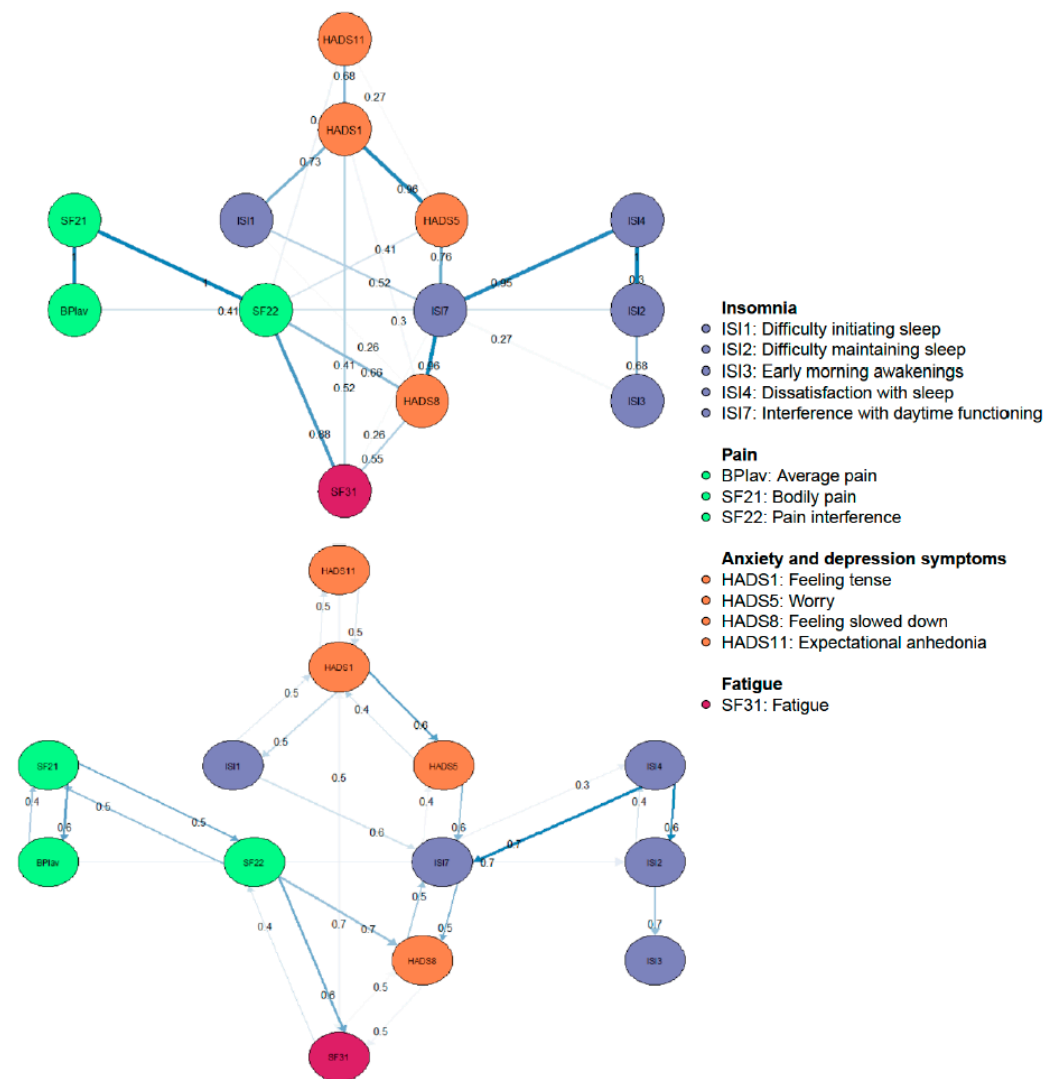 HADS11
0.68
0.27
0.
HADS1
0.73
0.96
SF21
ISI1
HADS5
ISI4
0.41
0.76
1
1
1
0.52
0.95
0.3
BPIav
0.41
SF22
0.3
ISI7
ISI2
0.27
0.26
0.41
0.66
0.96
0.68
0.52
HADS8
ISI3
0.88
0.26
0.55
SF31
Insomnia
ISI1: Difficulty initiating sleep
ISI2: Difficulty maintaining sleep
ISI3: Early morning awakenings
ISI4: Dissatisfaction with sleep
ISI7: Interference with daytime functioning
Pain
BPIav: Average pain
SF21: Bodily pain
SF22: Pain interference
Anxiety and depression symptoms
HADS1: Feeling tense
HADS5: Worry
HADS8: Feeling slowed down
HADS11: Expectational anhedonia
Fatigue
SF31: Fatigue
HADS11
0.5
0.5
HADS1
0.5
0.4
0.6
0.5
SF21
ISI1
HADS5
ISI4
0.5
0.3
0.4
0.5
0.4
0.4
0.6
0.5
0.6
0.6
0.6
0.7
BPIav
SF22
ISI7
0.7
ISI2
0.5
0.4
0.7
0.7
0.5
0.7
HADS8
ISI3
0.5
0.6
0.5
SF31